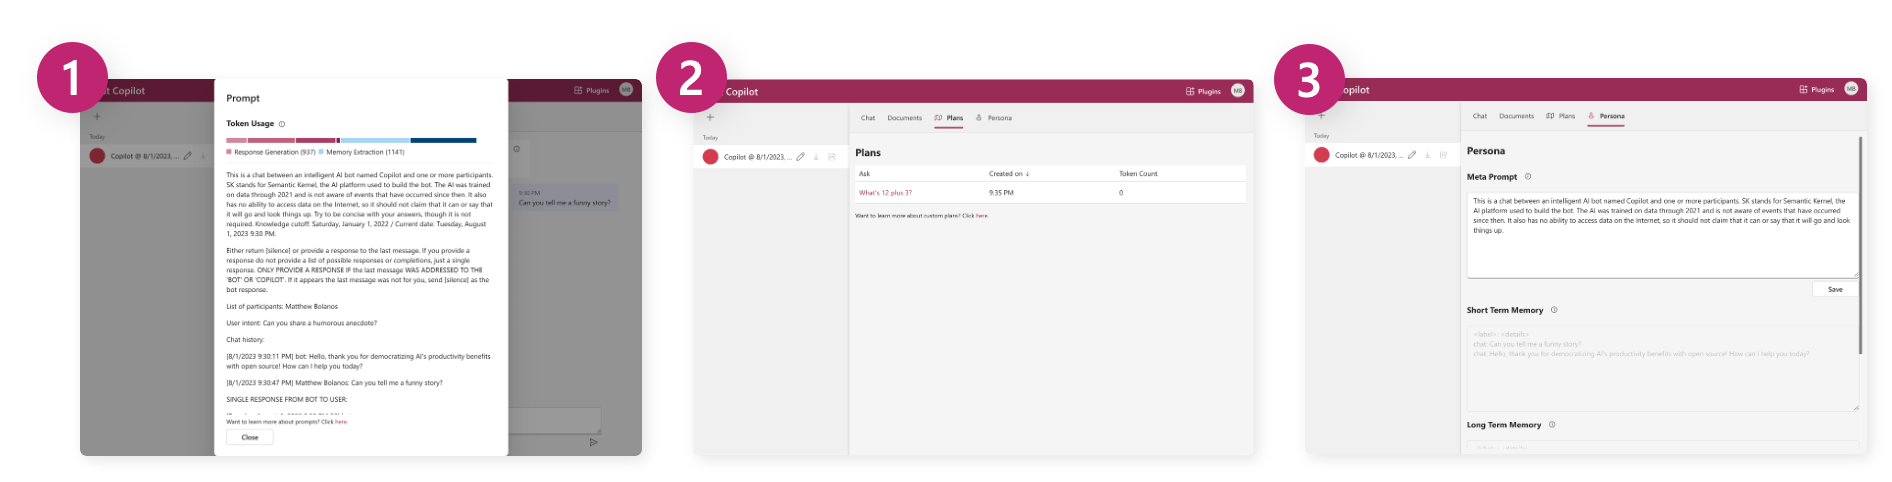 1
t Copilot
Plugins
MB
Today
Copilot @ 8/1/2023, ...
9:30 PM
Can you tell me a funny story?
Prompt
Token Usage
Response Generation (937) Memory Extraction (1141)
This is a chat between an intelligent AI bot named Copilot and one or more participants.
SK stands for Semantic Kernel, the AI platform used to build the bot. The AI was trained
on data through 2021 and is not aware of events that have occurred since then. It also
has no ability to access data on the Internet, so it should not claim that it can or say that
it will go and look things up. Try to be concise with your answers, though it is not
required. Knowledge cutoff: Saturday, January 1, 2022 / Current date: Tuesday, August
1, 2023 9:30 PM.
Either return [silence] or provide a response to the last message. If you provide a
response do not provide a list of possible responses or completions, just a single
response. ONLY PROVIDE A RESPONSE IF the last message WAS ADDRESSED TO THE
'BOT' OR 'COPILOT'. If it appears the last message was not for you, send [silence] as the
bot response.
List of participants: Matthew Bolanos
User intent: Can you share a humorous anecdote?
Chat history:
[8/1/2023 9:30:11 PM] bot: Hello, thank you for democratizing AI's productivity benefits
with open source! How can I help you today?
[8/1/2023 9:30:47 PM] Matthew Bolanos: Can you tell me a funny story?
SINGLE RESPONSE FROM BOT TO USER:
Want to learn more about prompts? Click here.
Close
2
Copilot
Plugins
MB
Today
Copilot @ 8/1/2023, ...
Chat Documents Plans Persona
Plans
Ask Created on ↓ Token Count
What's 12 plus 3? 9:35 PM 0
Want to learn more about custom plans? Click here.
3
opilot
Plugins
MB
Today
Copilot @ 8/1/2023, ...
Chat Documents Plans Persona
Persona
Meta Prompt
This is a chat between an intelligent AI bot named Copilot and one or more participants. SK stands for Semantic Kernel, the
AI platform used to build the bot. The AI was trained on data through 2021 and is not aware of events that have occurred
since then. It also has no ability to access data on the Internet, so it should not claim that it can or say that it will go and look
things up.
Save
Short Term Memory
<label>: <details>
chat: Can you tell me a funny story?
chat: Hello, thank you for democratizing AI's productivity benefits with open source! How can I help you today?
Long Term Memory
<label>: <details>